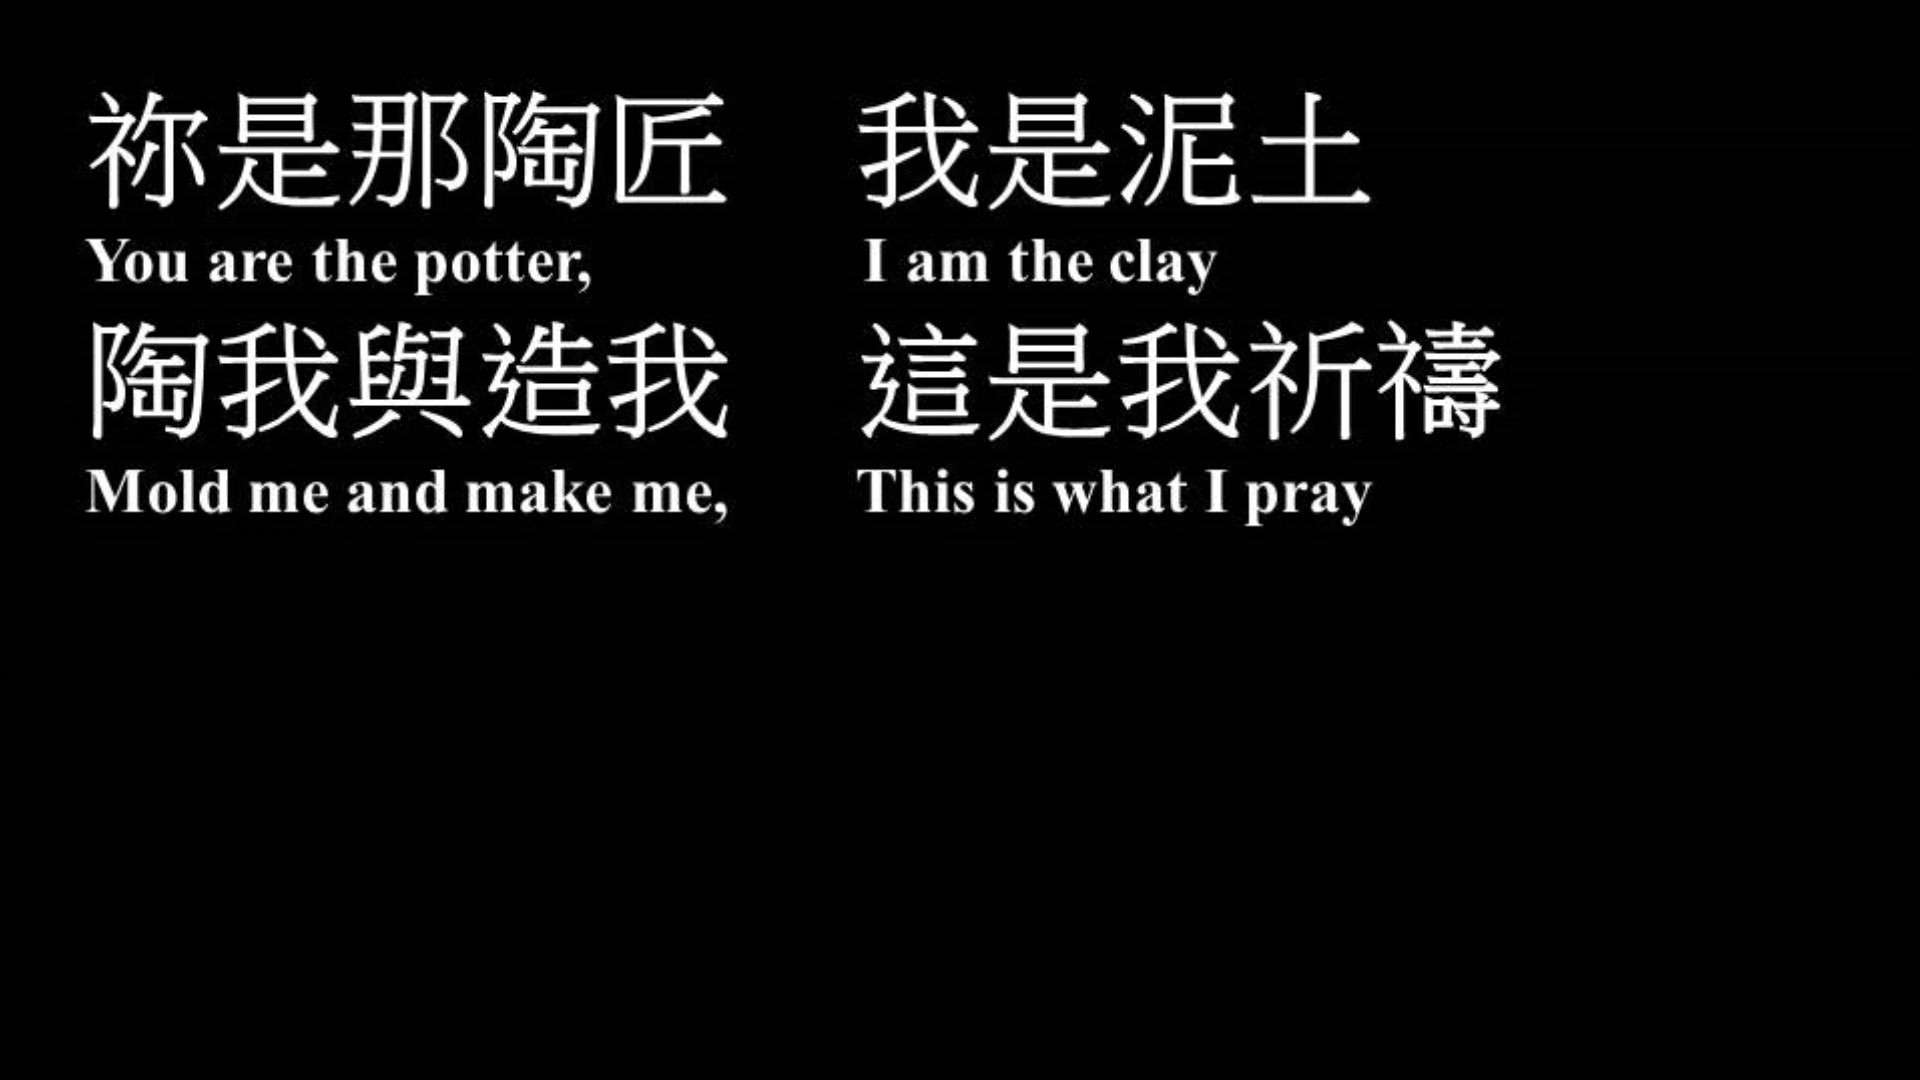 祢是那陶匠 我是泥土
You are the potter, I am the clay
陶我與造我 這是我祈禱
Mold me and make me, This is what I pray